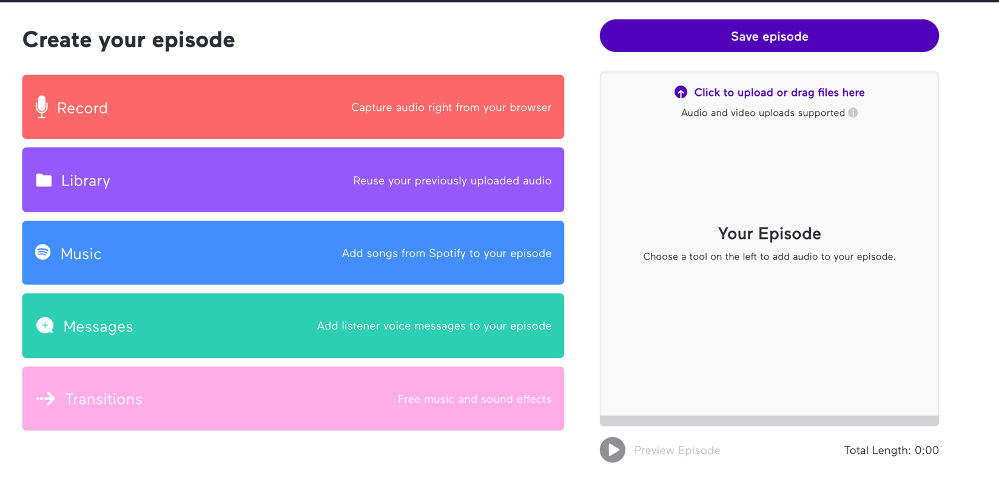 Create your episode
Save episode
Record
Capture audio right from your browser
Library
Reuse your previously uploaded audio
Music
Add songs from Spotify to your episode
Messages
Add listener voice messages to your episode
Transitions
Free music and sound effects
Click to upload or drag files here
Audio and video uploads supported
Your Episode
Choose a tool on the left to add audio to your episode.
Preview Episode
Total Length: 0:00